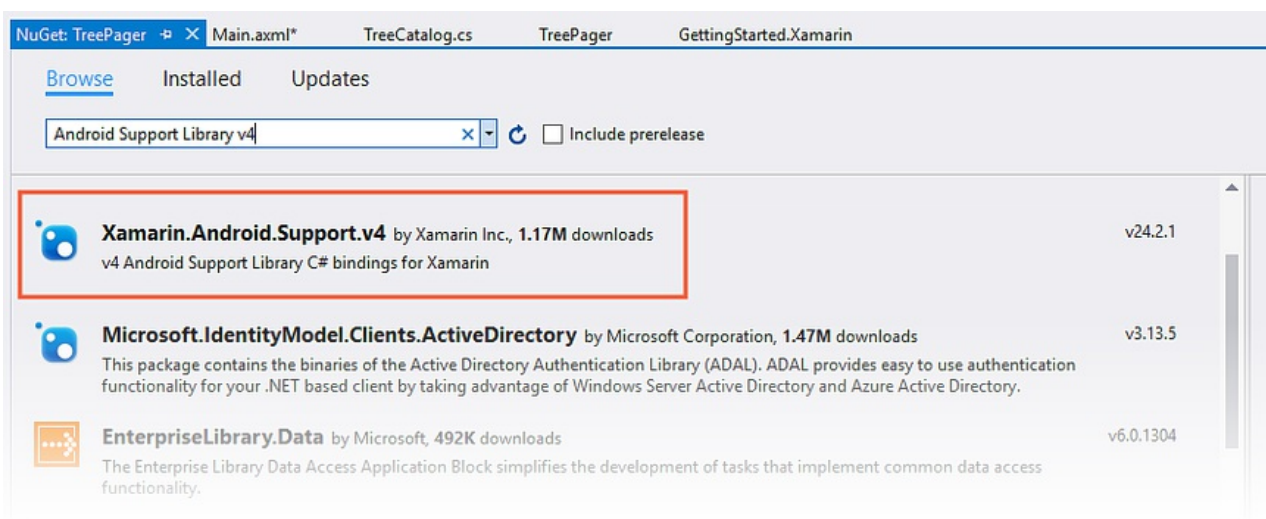 NuGet: TreePager Main.axml* TreeCatalog.cs TreePager GettingStarted.Xamarin
Browse Installed Updates
Android Support Library v4 Include prerelease
Xamarin.Android.Support.v4 by Xamarin Inc., 1.17M downloads v24.2.1
v4 Android Support Library C# bindings for Xamarin
Microsoft.IdentityModel.Clients.ActiveDirectory by Microsoft Corporation, 1.47M downloads v3.13.5
This package contains the binaries of the Active Directory Authentication Library (ADAL). ADAL provides easy to use authentication
functionality for your .NET based client by taking advantage of Windows Server Active Directory and Azure Active Directory.
EnterpriseLibrary.Data by Microsoft, 492K downloads v6.0.1304
The Enterprise Library Data Access Application Block simplifies the development of tasks that implement common data access
functionality.